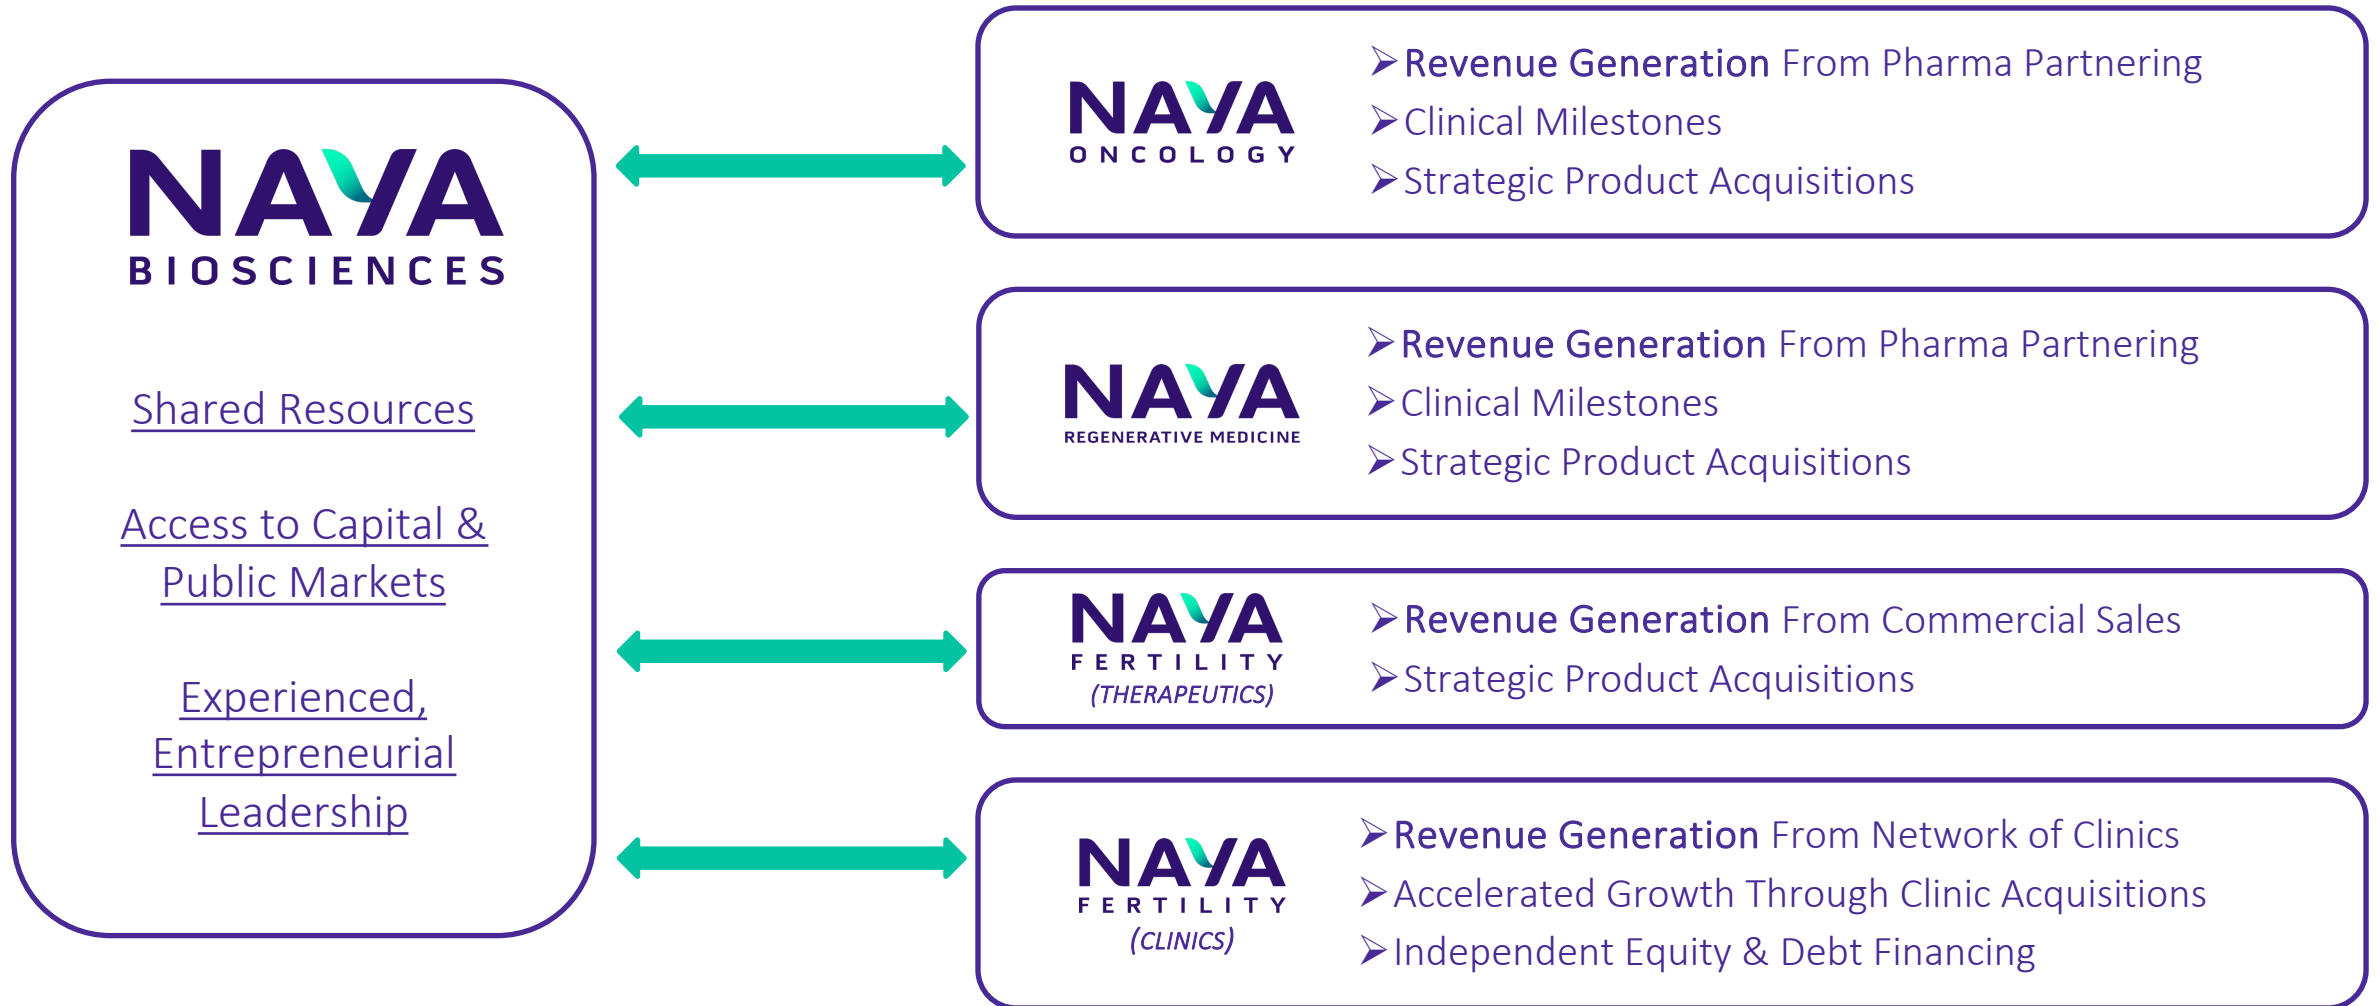 NAYA
BIOSCIENCES
Shared Resources
Access to Capital &
Public Markets
Experienced,
Entrepreneurial
Leadership
NAYA
ONCOLOGY
➢Revenue Generation From Pharma Partnering
➢Clinical Milestones
➢Strategic Product Acquisitions
NAYA
REGENERATIVE MEDICINE
➢Revenue Generation From Pharma Partnering
➢Clinical Milestones
➢Strategic Product Acquisitions
NAYA
FERTILITY
(THERAPEUTICS)
➢Revenue Generation From Commercial Sales
➢Strategic Product Acquisitions
NAYA
FERTILITY
(CLINICS)
➢Revenue Generation From Network of Clinics
➢Accelerated Growth Through Clinic Acquisitions
➢Independent Equity & Debt Financing